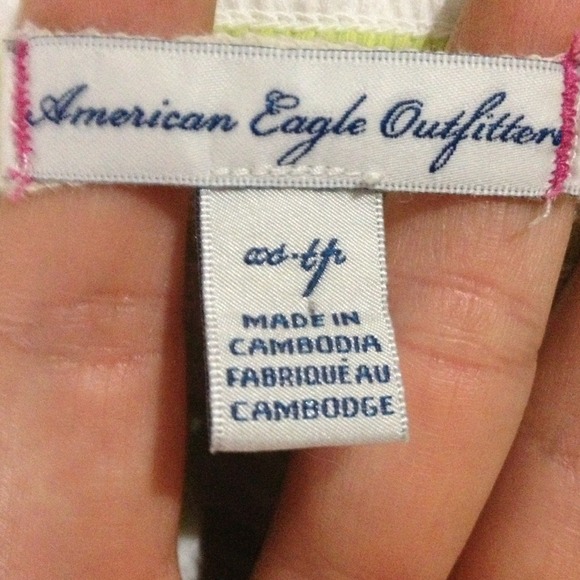 American Eagle Outfitters
xs·tp
MADE IN
CAMBODIA
FABRIQUÉ AU
CAMBODGE